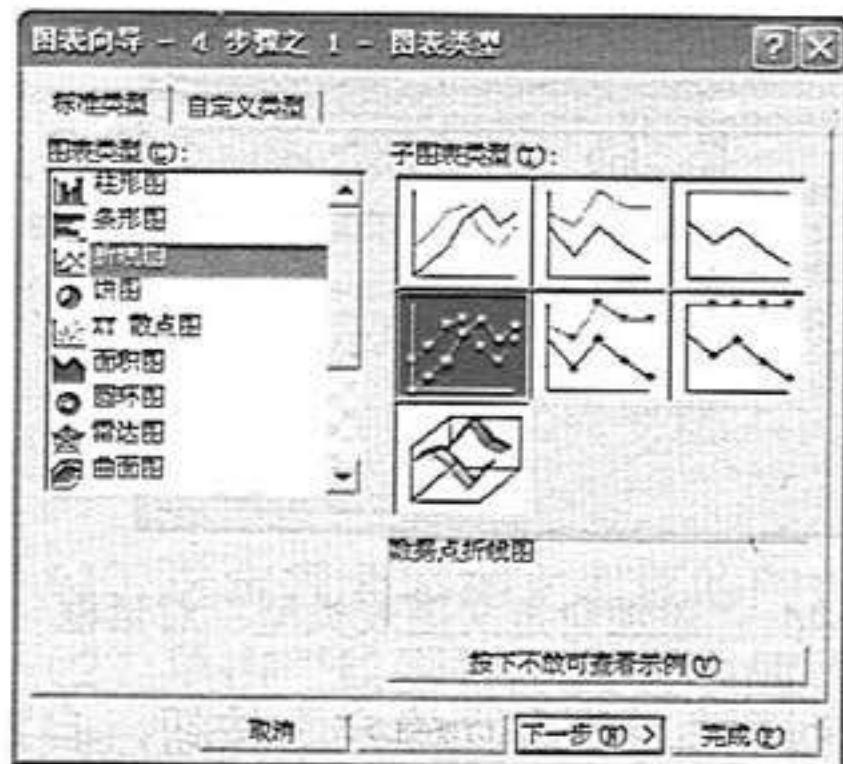 图表向导 - 4 步骤之 1 - 图表类型
标准类型 自定义类型
图表类型(C):
柱形图
条形图
折线图
饼图
XY 散点图
面积图
圆环图
雷达图
曲面图
子图表类型(T):
数据点折线图
按下不放可查看示例(V)
取消 下一步(N) > 完成(F)